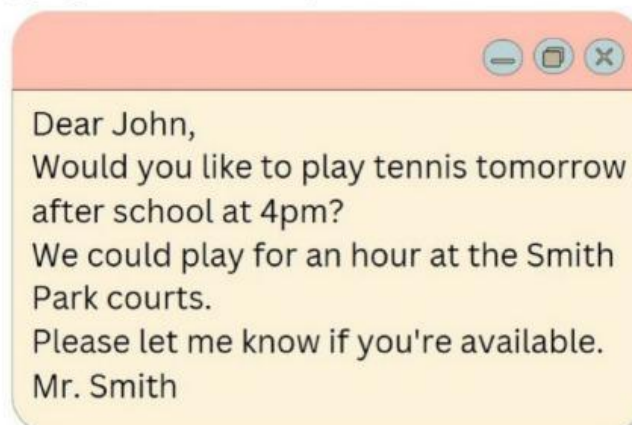 Dear John,
Would you like to play tennis tomorrow
after school at 4pm?
We could play for an hour at the Smith
Park courts.
Please let me know if you're available.
Mr. Smith